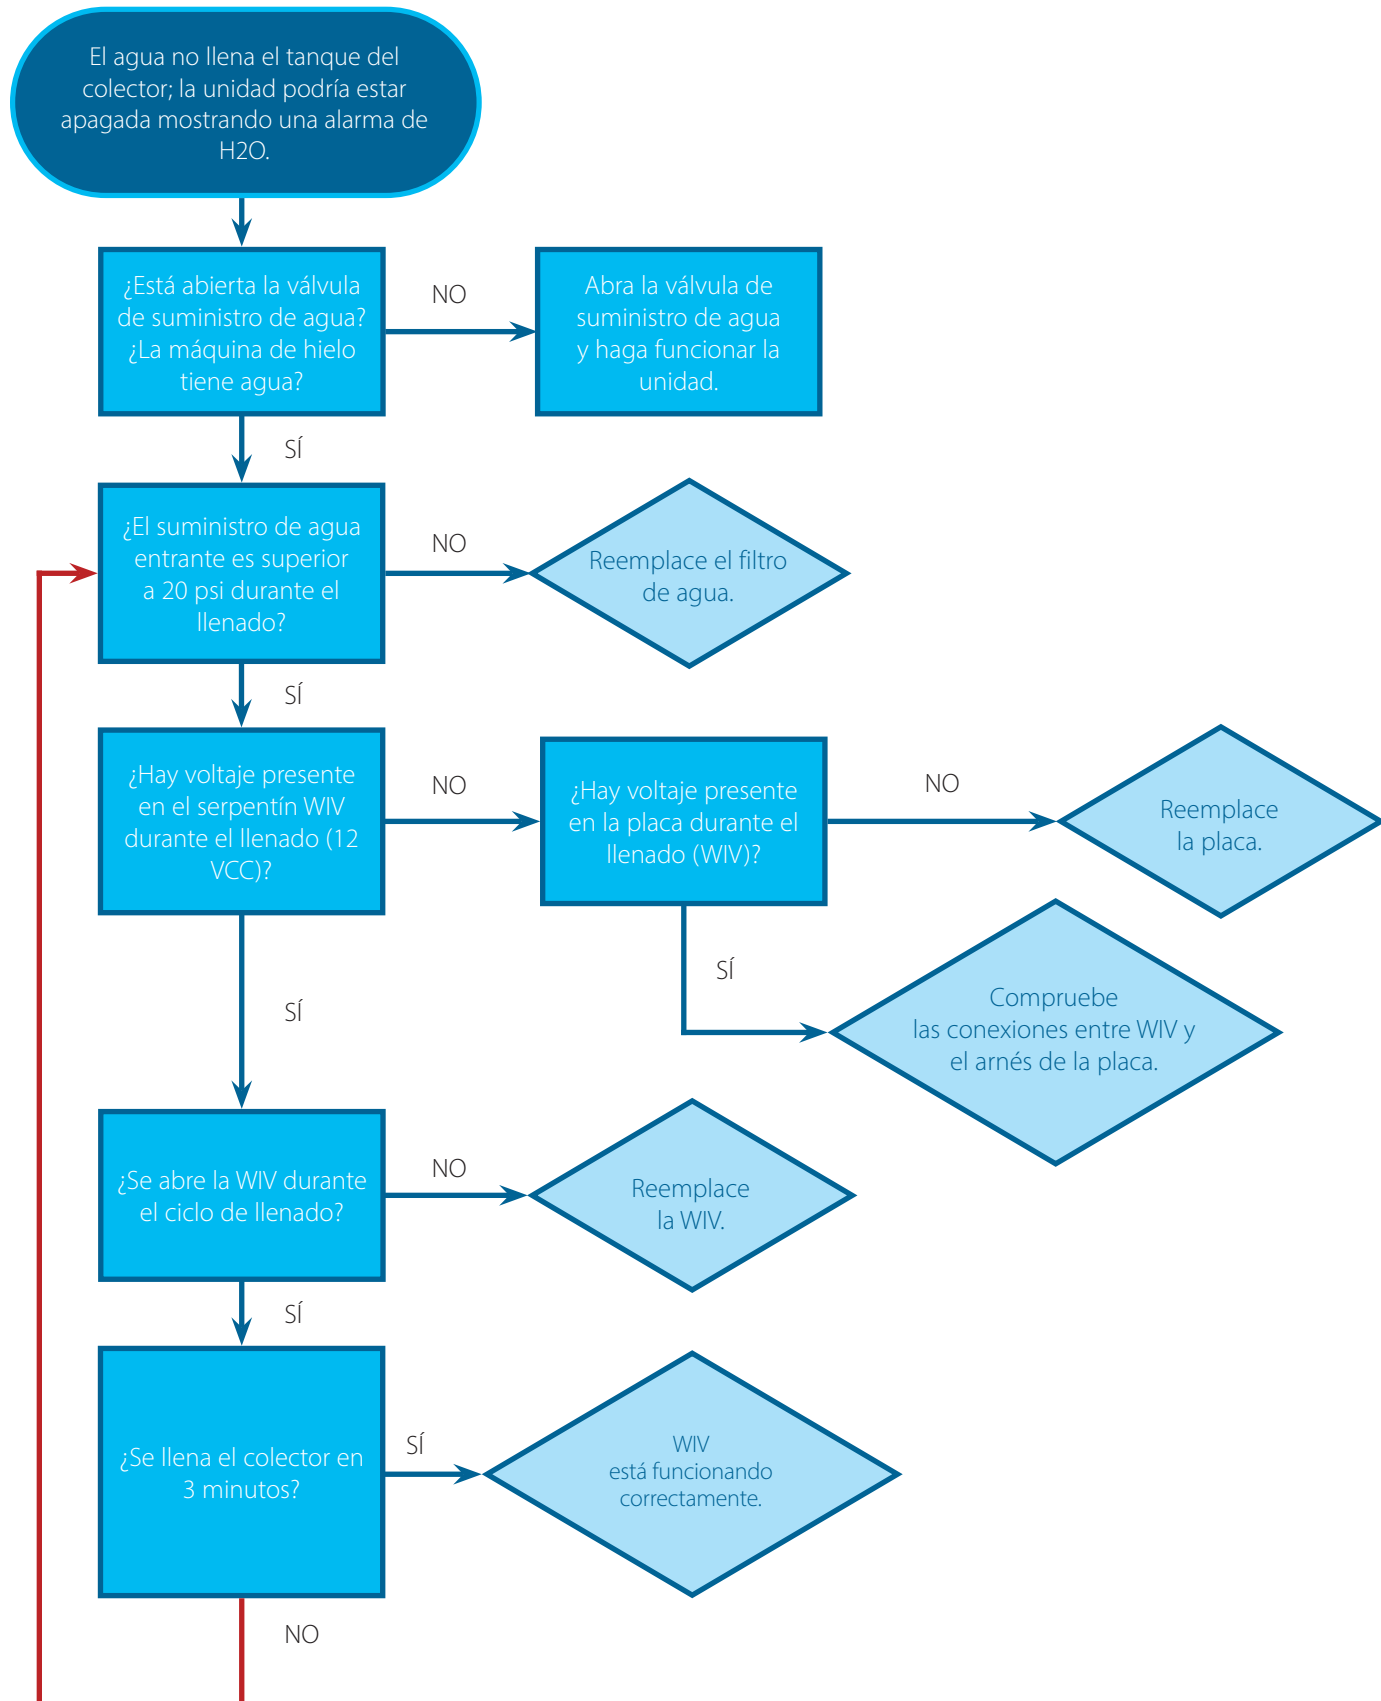 El agua no llena el tanque del
colector; la unidad podría estar
apagada mostrando una alarma de
H2O.
¿Está abierta la válvula
de suministro de agua?
¿La máquina de hielo
tiene agua?
NO
Abra la válvula de
suministro de agua
y haga funcionar la
unidad.
SÍ
¿El suministro de agua
entrante es superior
a 20 psi durante el
llenado?
NO
Reemplace el filtro
de agua.
SÍ
¿Hay voltaje presente
en el serpentín WIV
durante el llenado (12
VCC)?
NO
¿Hay voltaje presente
en la placa durante el
llenado (WIV)?
NO
Reemplace
la placa.
SÍ
Compruebe
las conexiones entre WIV y
el arnés de la placa.
SÍ
¿Se abre la WIV durante
el ciclo de llenado?
NO
Reemplace
la WIV.
SÍ
¿Se llena el colector en
3 minutos?
SÍ
WIV
está funcionando
correctamente.
NO